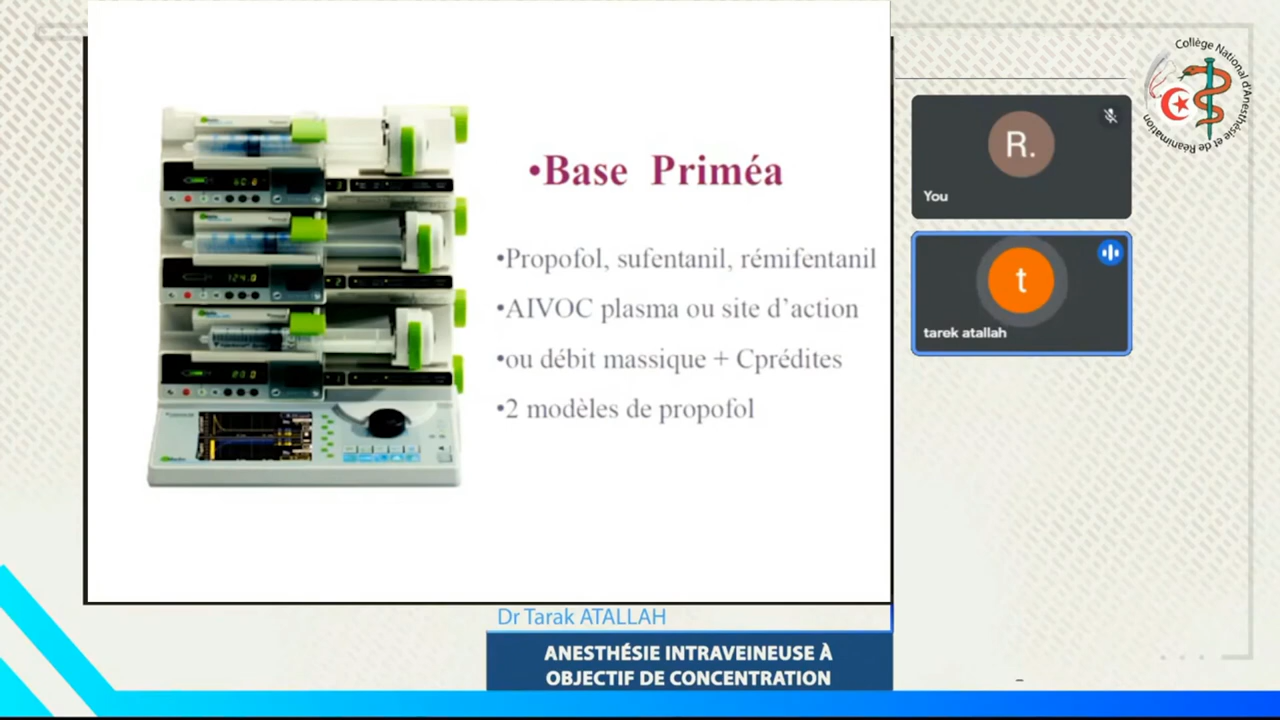 •Base Priméa
•Propofol, sufentanil, rémifentanil
•AIVOC plasma ou site d’action
•ou débit massique + Cprédites
•2 modèles de propofol
Collège National d'Anesthésie et de Réanimation
R.
You
t
tarek atallah
Dr Tarak ATALLAH
ANESTHÉSIE INTRAVEINEUSE À
OBJECTIF DE CONCENTRATION